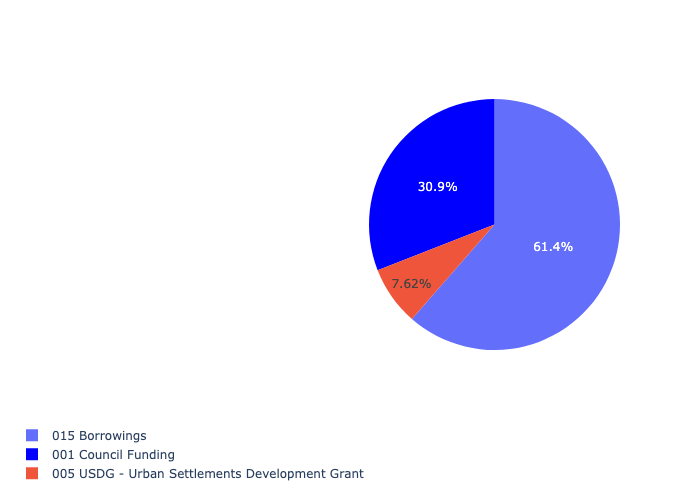 30.9%
61.4%
7.62%
015 Borrowings
001 Council Funding
005 USDG - Urban Settlements Development Grant